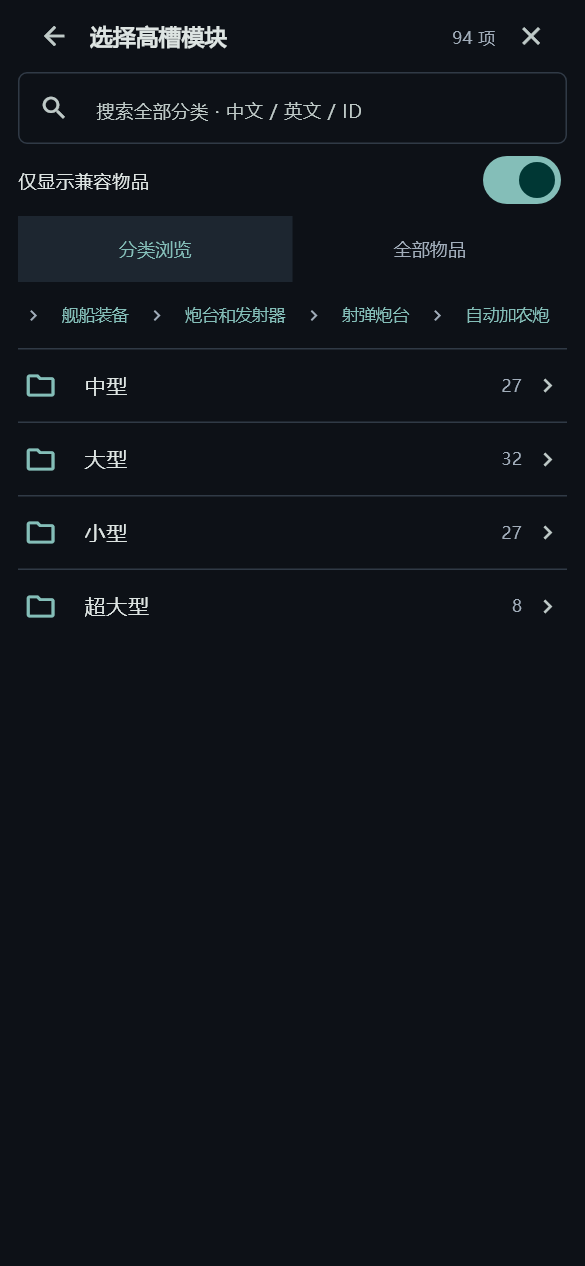 选择高槽模块 94 项
搜索全部分类 · 中文 / 英文 / ID
仅显示兼容物品
分类浏览 全部物品
舰船装备 炮台和发射器 射弹炮台 自动加农炮
中型 27
大型 32
小型 27
超大型 8